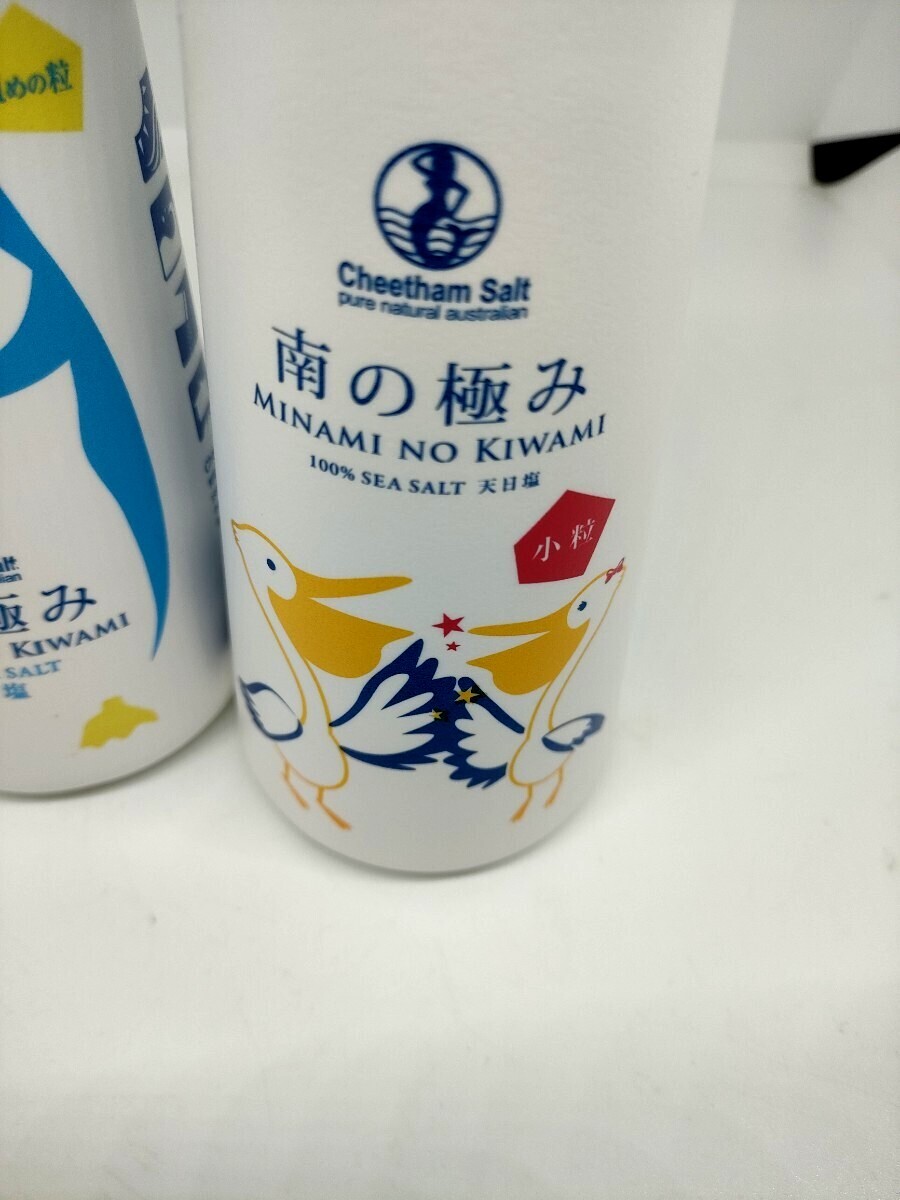 めの粒
極み
KIWAMI
SALT
塩
Cheetham Salt
pure natural australian
南の極み
MINAMI NO KIWAMI
100% SEA SALT 天日塩
小粒